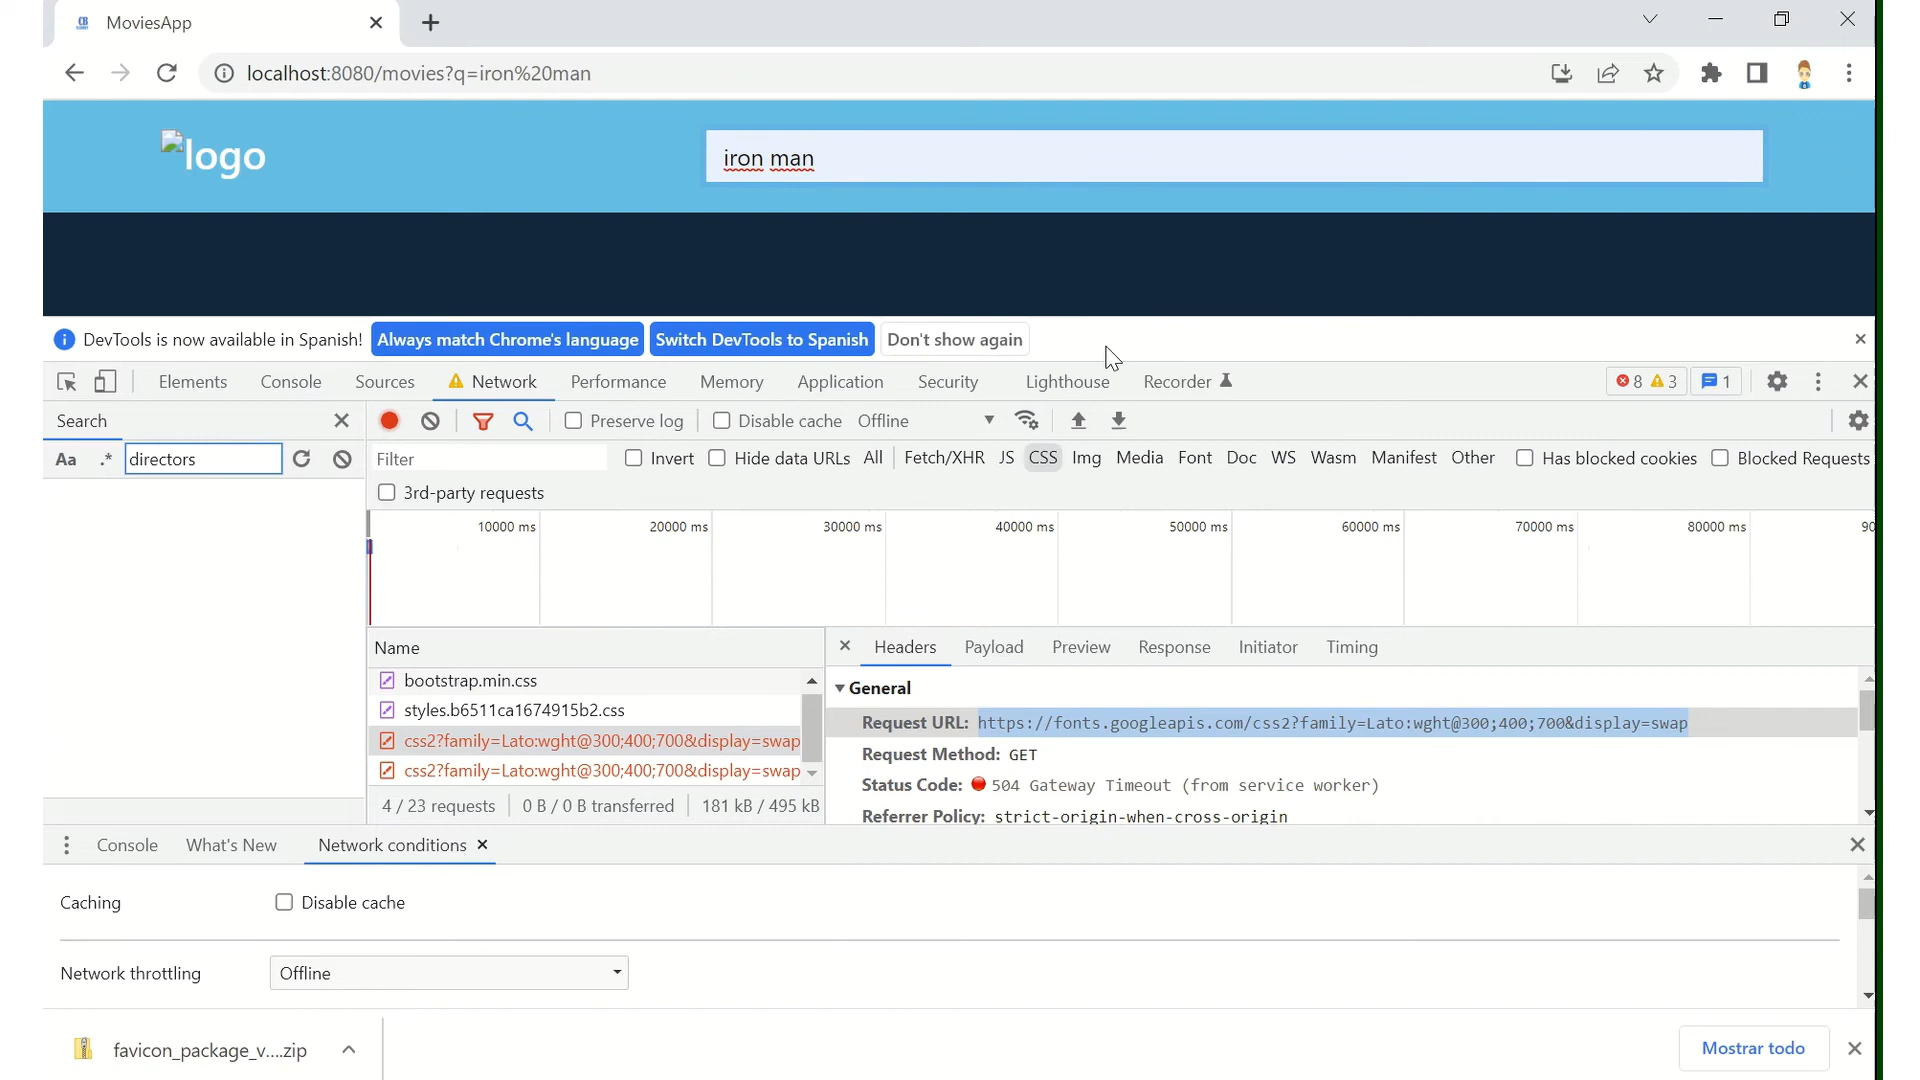 MoviesApp
localhost:8080/movies?q=iron%20man
logo
iron man
DevTools is now available in Spanish! Always match Chrome's language Switch DevTools to Spanish Don't show again
Elements Console Sources Network Performance Memory Application Security Lighthouse Recorder 8 3 1
Search Preserve log Disable cache Offline
Aa .* directors Filter Invert Hide data URLs All Fetch/XHR JS CSS Img Media Font Doc WS Wasm Manifest Other Has blocked cookies Blocked Requests
3rd-party requests
10000 ms 20000 ms 30000 ms 40000 ms 50000 ms 60000 ms 70000 ms 80000 ms 90
Name Headers Payload Preview Response Initiator Timing
bootstrap.min.css
General
styles.b6511ca1674915b2.css
Request URL: https://fonts.googleapis.com/css2?family=Lato:wght@300;400;700&display=swap
css2?family=Lato:wght@300;400;700&display=swap
Request Method: GET
css2?family=Lato:wght@300;400;700&display=swap
Status Code: 504 Gateway Timeout (from service worker)
4 / 23 requests 0 B / 0 B transferred 181 kB / 495 kB
Referrer Policy: strict-origin-when-cross-origin
Console What's New Network conditions
Caching Disable cache
Network throttling Offline
favicon_package_v....zip Mostrar todo